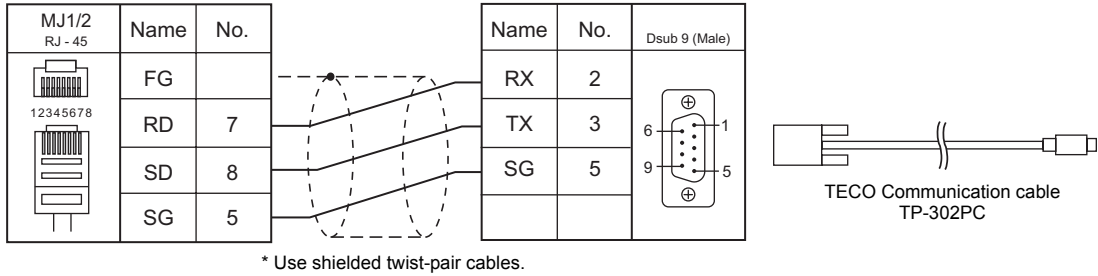 MJ1/2 Name No. Name No. Dsub 9 (Male)
RJ - 45
FG RX 2
12345678
RD 7 TX 3 6 1
SD 8 SG 5 9 5
SG 5
TECO Communication cable
TP-302PC
* Use shielded twist-pair cables.